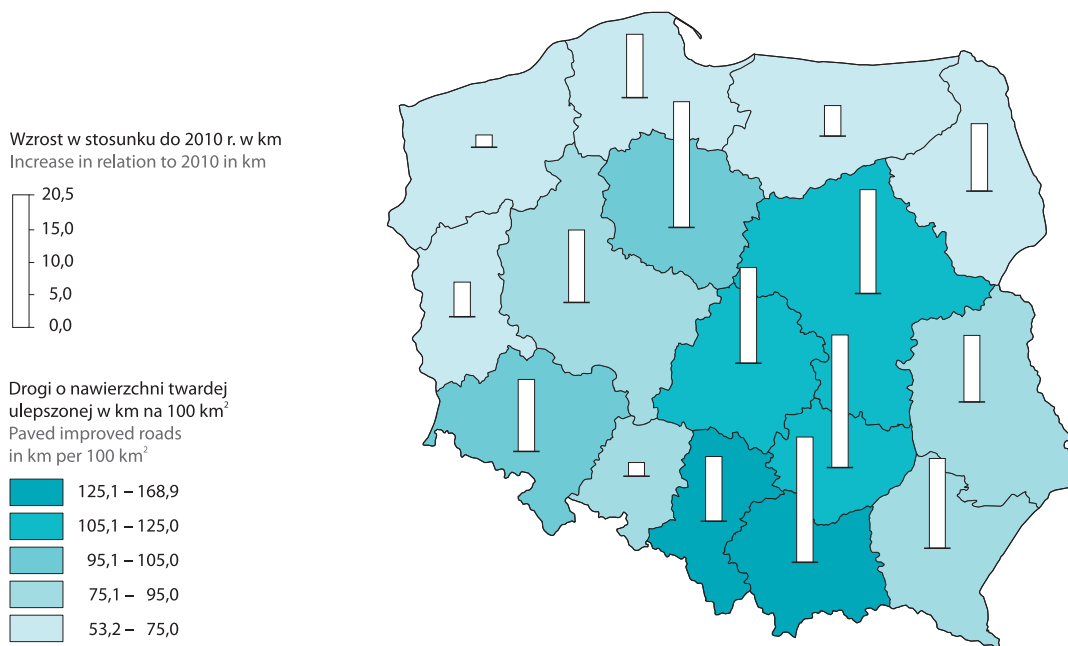 Wzrost w stosunku do 2010 r. w km
Increase in relation to 2010 in km
20,5
15,0
10,0
5,0
0,0
Drogi o nawierzchni twardej
ulepszonej w km na 100 km²
Paved improved roads
in km per 100 km²
125,1 – 168,9
105,1 – 125,0
95,1 – 105,0
75,1 – 95,0
53,2 – 75,0